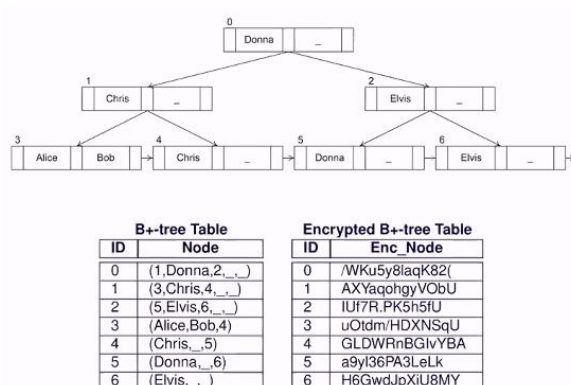 0
Donna _
1 2
Chris _ Elvis _
3 4 5 6
Alice Bob Chris _ Donna _ Elvis _
B+-tree Table Encrypted B+-tree Table
ID Node ID Enc_Node
0 (1,Donna,2,_,_) 0 /WKu5y8laqK82(
1 (3,Chris,4,_,_) 1 AXYaqohgyVObU
2 (5,Elvis,6,_,_) 2 IUf7R.PK5h5fU
3 (Alice,Bob,4) 3 uOtdm/HDXNSqU
4 (Chris,_,5) 4 GLDWRnBGIvYBA
5 (Donna,_,6) 5 a9yI36PA3LeLk
6 (Elvis,_,_) 6 H6GwdJpXiU8MY